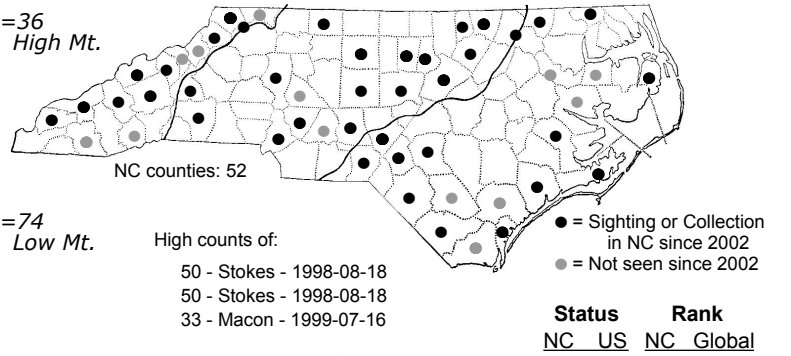 =36
High Mt.
NC counties: 52
=74
Low Mt.
High counts of:
50 - Stokes - 1998-08-18
50 - Stokes - 1998-08-18
33 - Macon - 1999-07-16
= Sighting or Collection
in NC since 2002
= Not seen since 2002
Status Rank
NC US NC Global